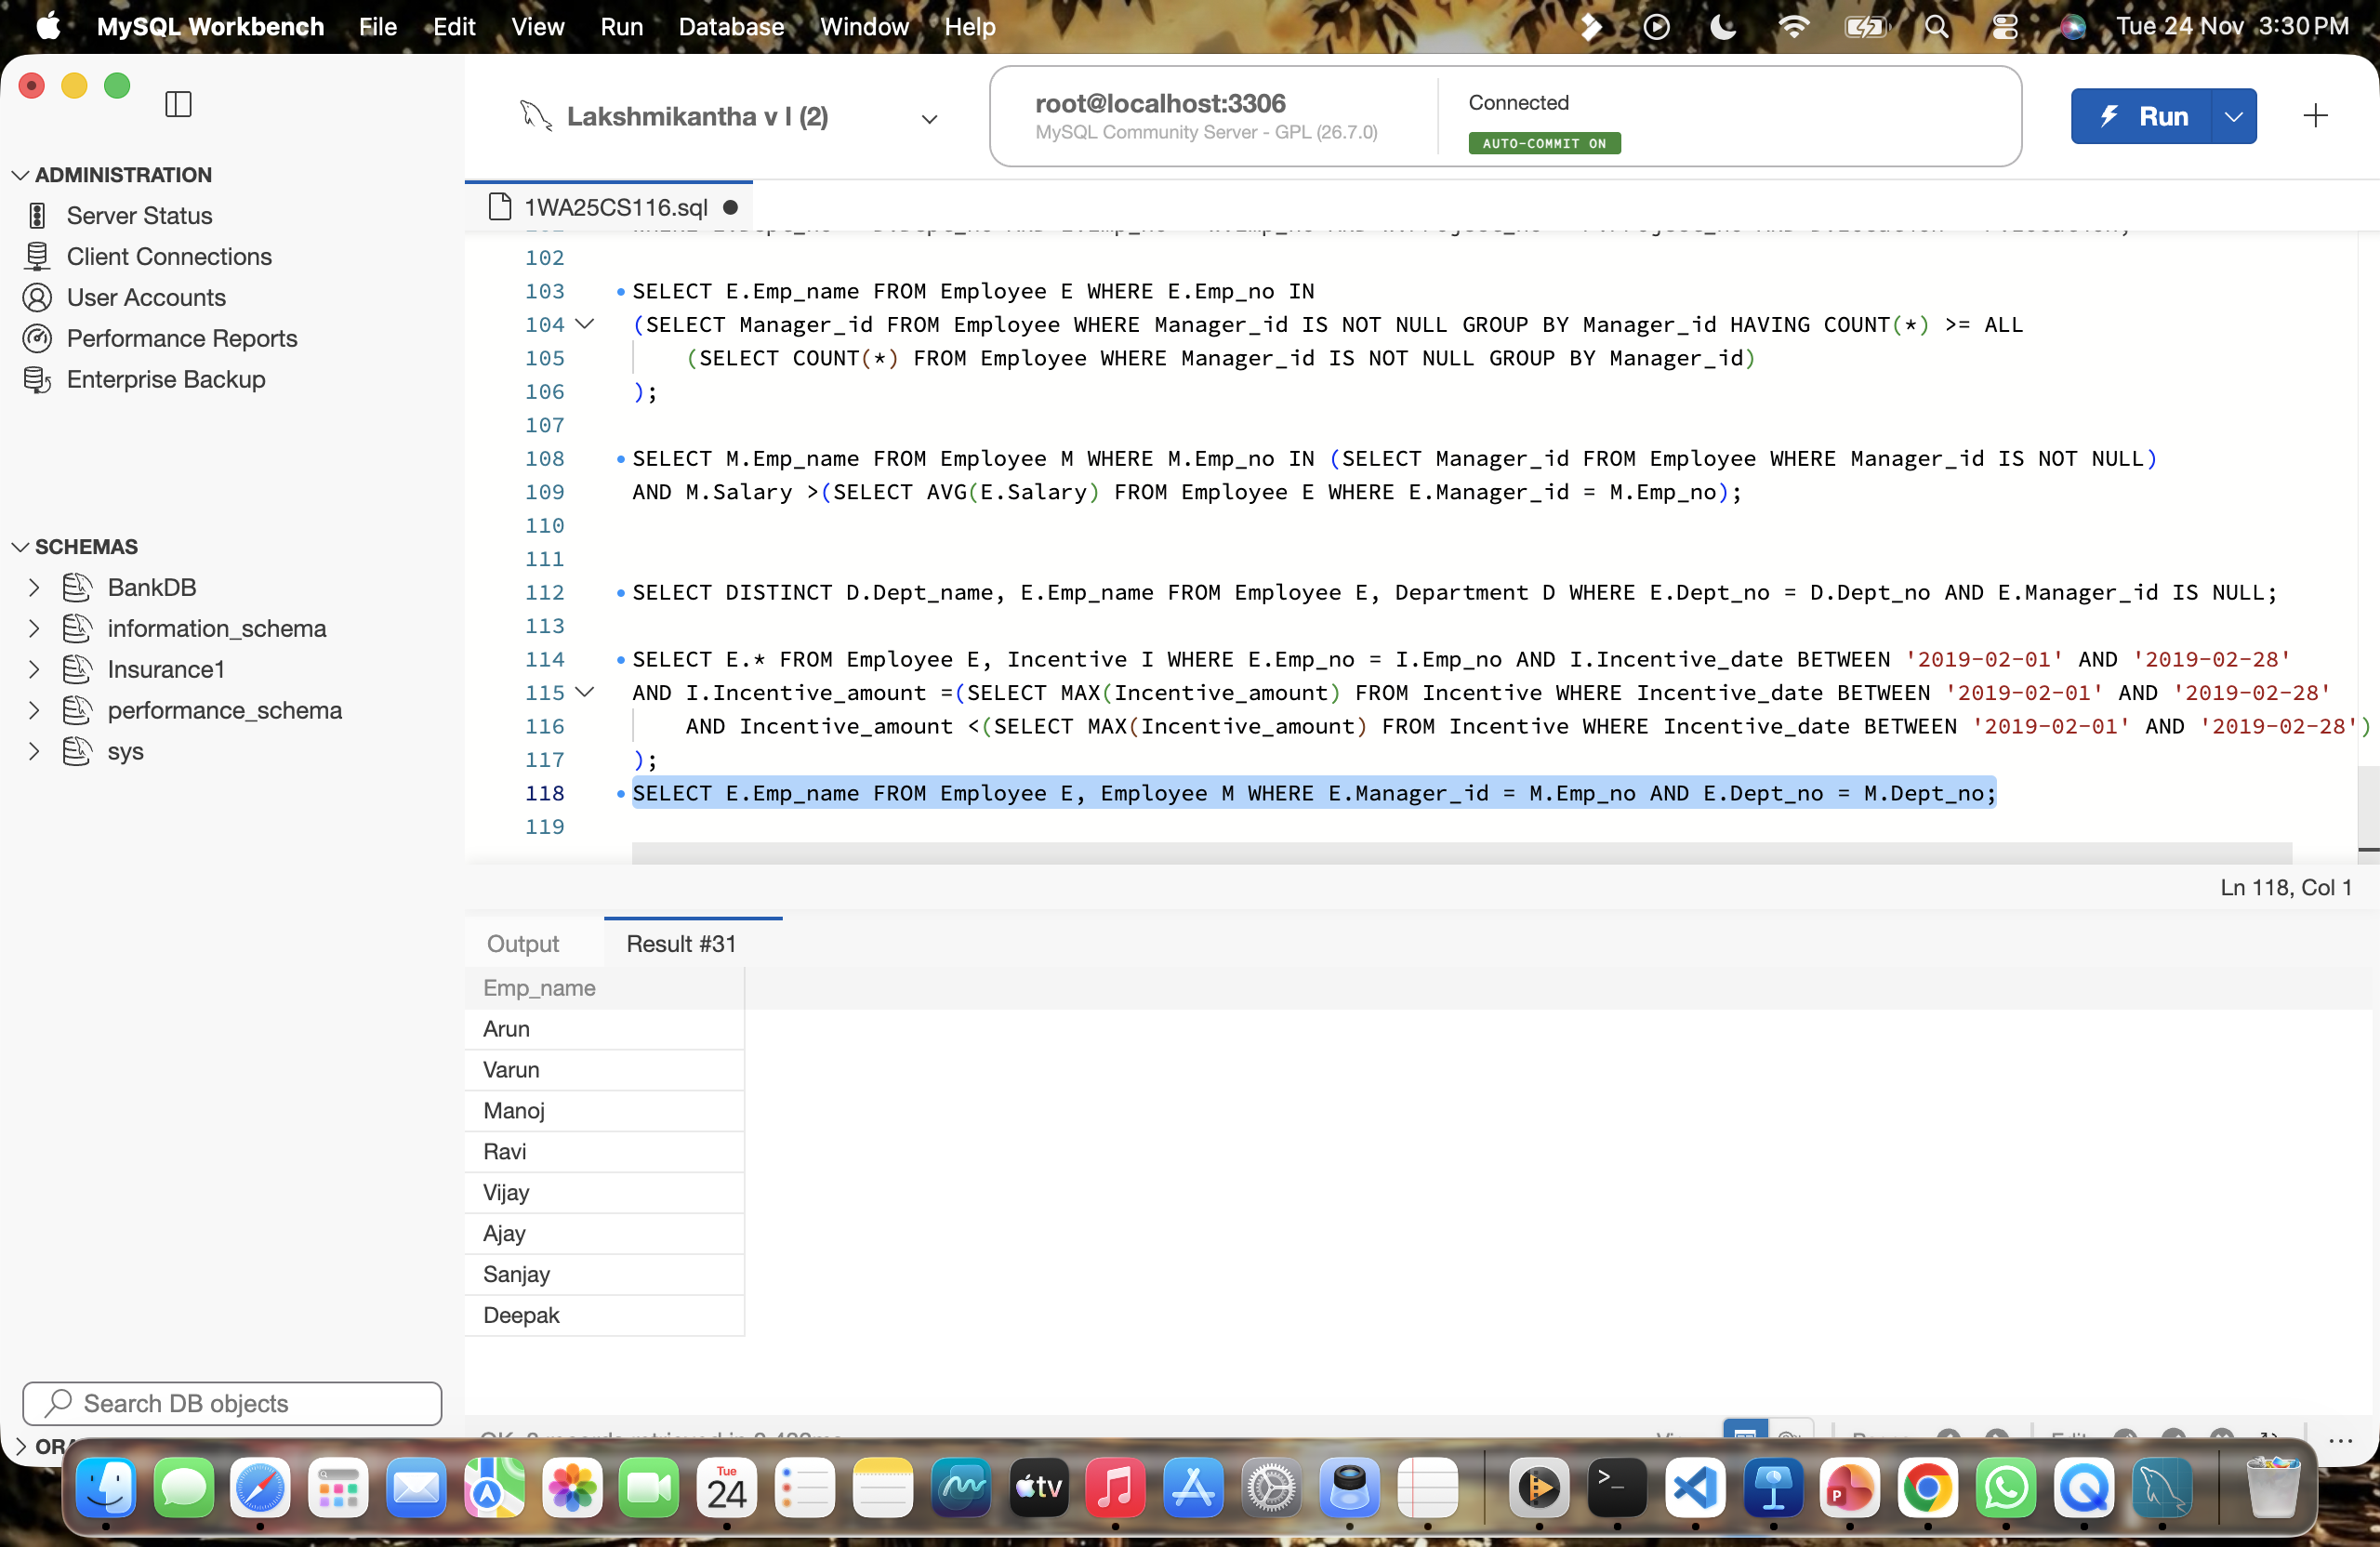 MySQL Workbench File Edit View Run Database Window Help Tue 24 Nov 3:30 PM
Lakshmikantha v l (2)
root@localhost:3306
MySQL Community Server - GPL (26.7.0)
Connected
AUTO-COMMIT ON
Run
ADMINISTRATION
Server Status
Client Connections
User Accounts
Performance Reports
Enterprise Backup
SCHEMAS
BankDB
information_schema
Insurance1
performance_schema
sys
Search DB objects
1WA25CS116.sql
102
103 SELECT E.Emp_name FROM Employee E WHERE E.Emp_no IN
104 (SELECT Manager_id FROM Employee WHERE Manager_id IS NOT NULL GROUP BY Manager_id HAVING COUNT(*) >= ALL
105 (SELECT COUNT(*) FROM Employee WHERE Manager_id IS NOT NULL GROUP BY Manager_id)
106 );
107
108 SELECT M.Emp_name FROM Employee M WHERE M.Emp_no IN (SELECT Manager_id FROM Employee WHERE Manager_id IS NOT NULL)
109 AND M.Salary >(SELECT AVG(E.Salary) FROM Employee E WHERE E.Manager_id = M.Emp_no);
110
111
112 SELECT DISTINCT D.Dept_name, E.Emp_name FROM Employee E, Department D WHERE E.Dept_no = D.Dept_no AND E.Manager_id IS NULL;
113
114 SELECT E.* FROM Employee E, Incentive I WHERE E.Emp_no = I.Emp_no AND I.Incentive_date BETWEEN '2019-02-01' AND '2019-02-28'
115 AND I.Incentive_amount =(SELECT MAX(Incentive_amount) FROM Incentive WHERE Incentive_date BETWEEN '2019-02-01' AND '2019-02-28'
116 AND Incentive_amount <(SELECT MAX(Incentive_amount) FROM Incentive WHERE Incentive_date BETWEEN '2019-02-01' AND '2019-02-28')
117 );
118 SELECT E.Emp_name FROM Employee E, Employee M WHERE E.Manager_id = M.Emp_no AND E.Dept_no = M.Dept_no;
119
Ln 118, Col 1
Output Result #31
Emp_name
Arun
Varun
Manoj
Ravi
Vijay
Ajay
Sanjay
Deepak
Tue
24
tv